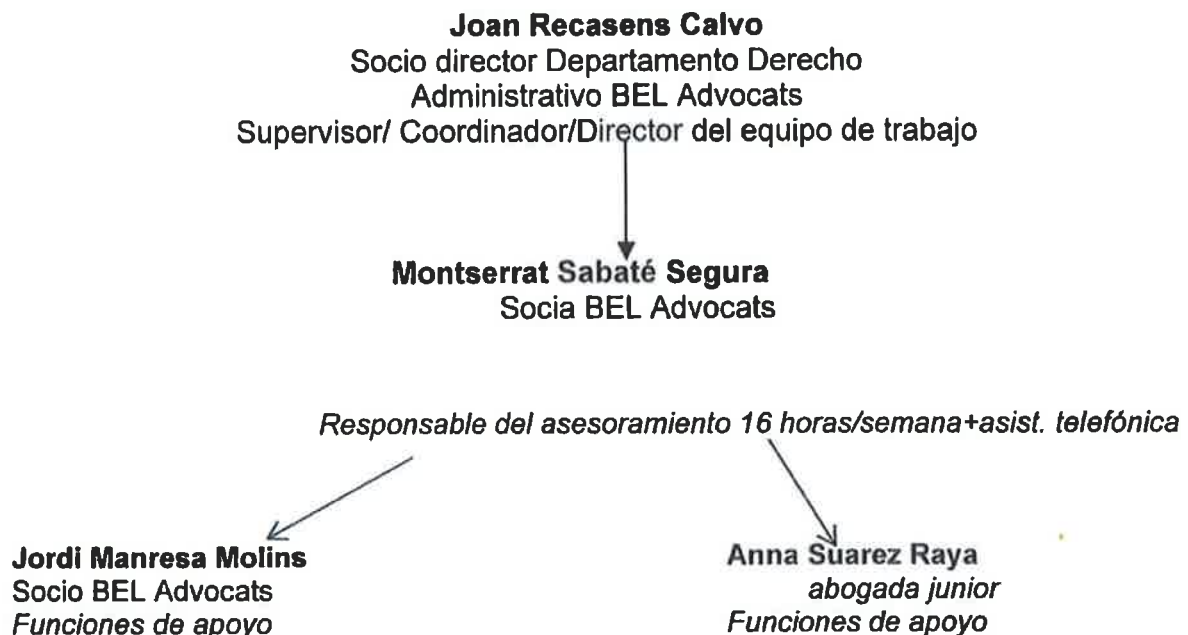 Joan Recasens Calvo
Socio director Departamento Derecho
Administrativo BEL Advocats
Supervisor/ Coordinador/Director del equipo de trabajo
Montserrat Sabaté Segura
Socia BEL Advocats
Responsable del asesoramiento 16 horas/semana+asist. telefónica
Jordi Manresa Molins
Socio BEL Advocats
Funciones de apoyo
Anna Suarez Raya
abogada junior
Funciones de apoyo